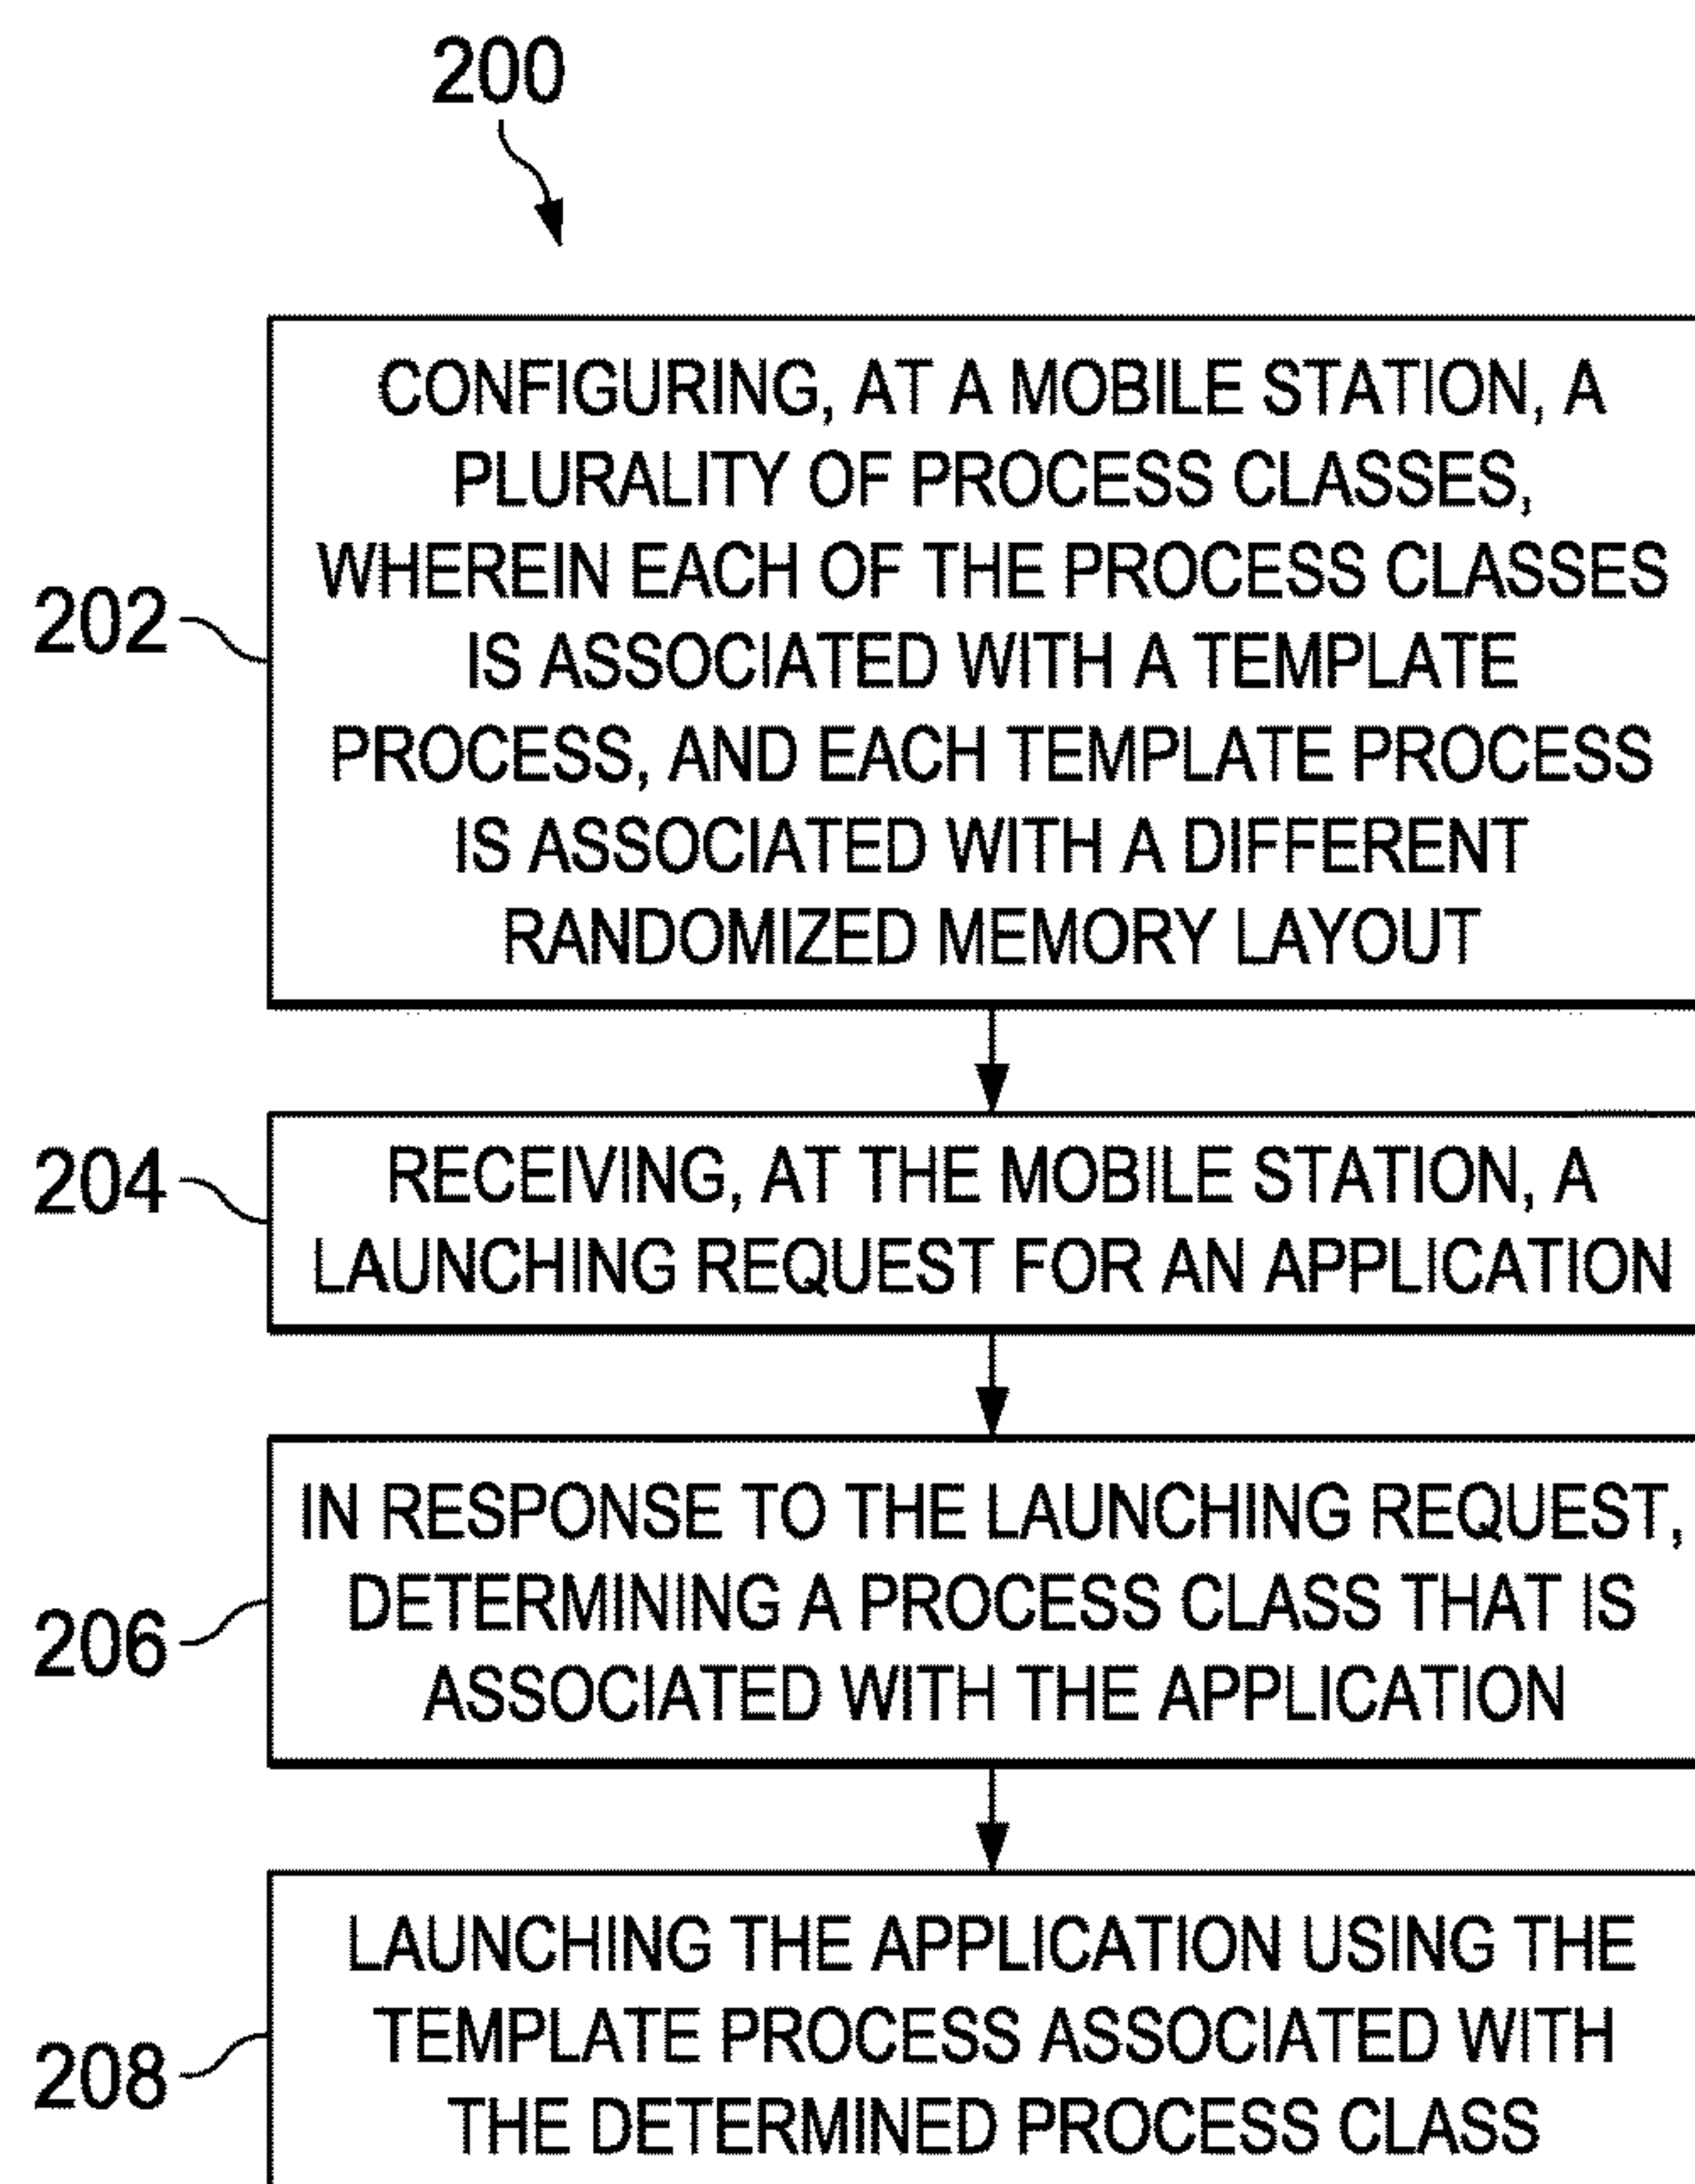 200
202
CONFIGURING, AT A MOBILE STATION, A
PLURALITY OF PROCESS CLASSES,
WHEREIN EACH OF THE PROCESS CLASSES
IS ASSOCIATED WITH A TEMPLATE
PROCESS, AND EACH TEMPLATE PROCESS
IS ASSOCIATED WITH A DIFFERENT
RANDOMIZED MEMORY LAYOUT
204
RECEIVING, AT THE MOBILE STATION, A
LAUNCHING REQUEST FOR AN APPLICATION
206
IN RESPONSE TO THE LAUNCHING REQUEST,
DETERMINING A PROCESS CLASS THAT IS
ASSOCIATED WITH THE APPLICATION
208
LAUNCHING THE APPLICATION USING THE
TEMPLATE PROCESS ASSOCIATED WITH
THE DETERMINED PROCESS CLASS